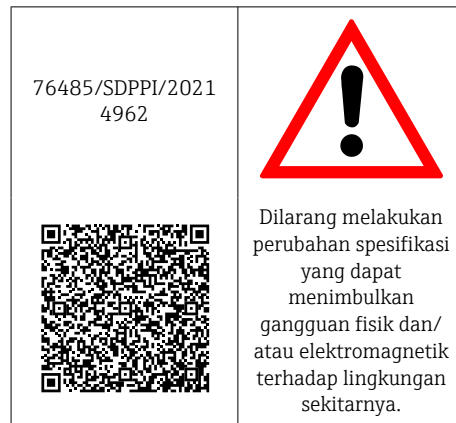 76485/SDPPI/2021
4962
Dilarang melakukan
perubahan spesifikasi
yang dapat
menimbulkan
gangguan fisik dan/
atau elektromagnetik
terhadap lingkungan
sekitarnya.